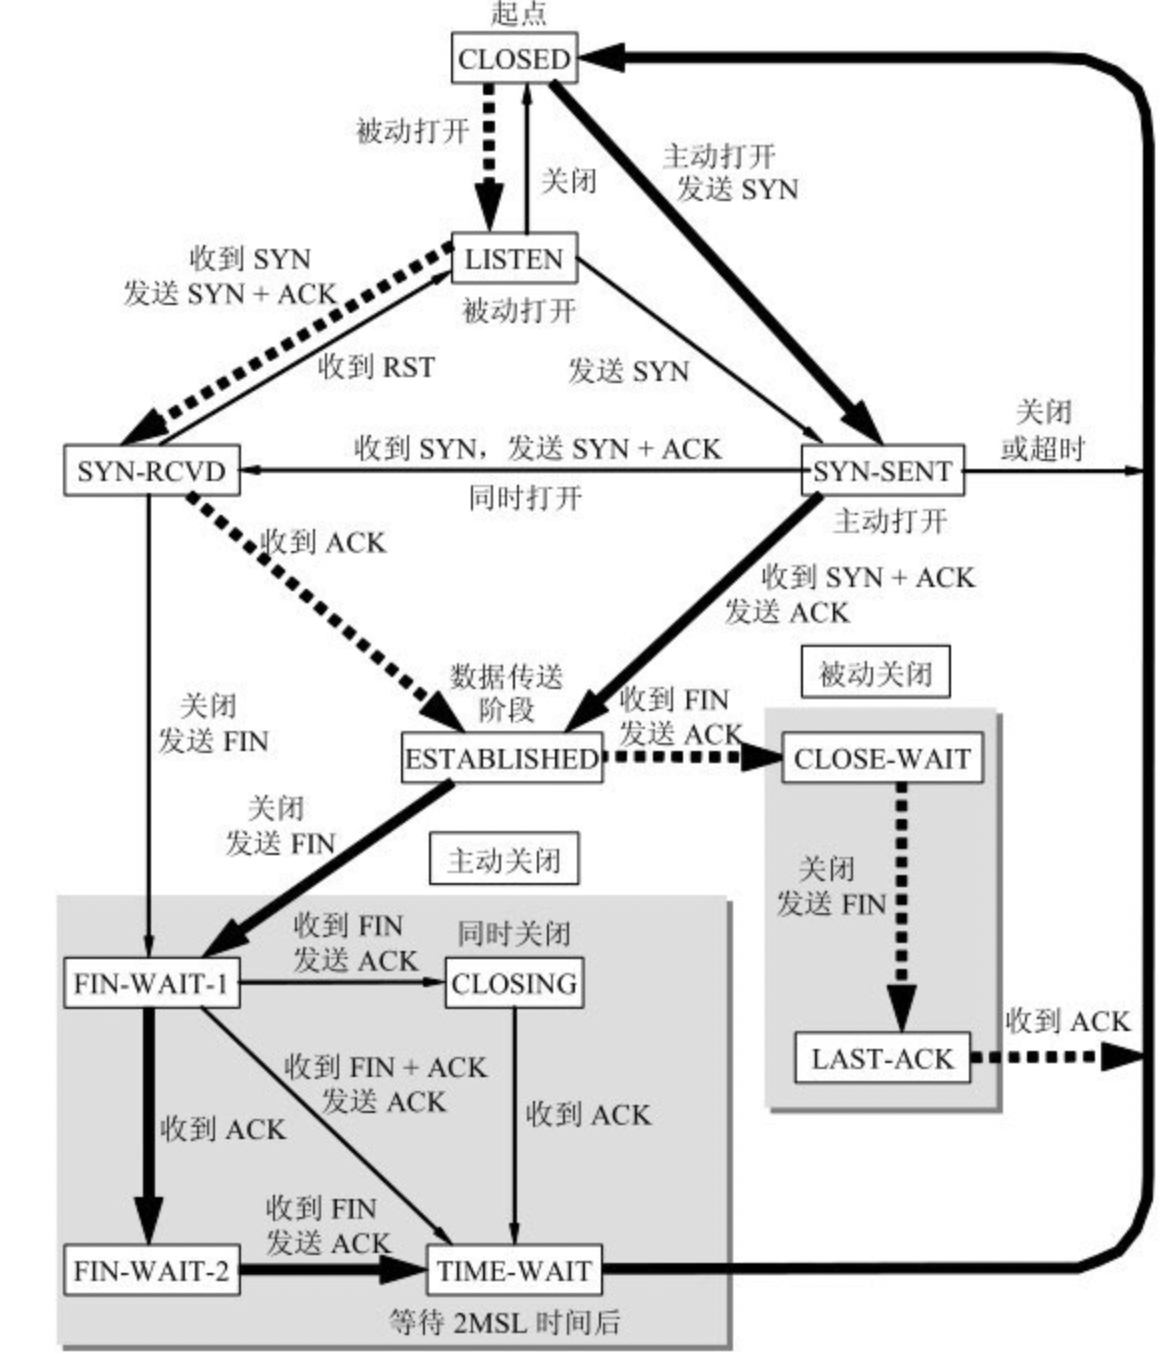 起点
CLOSED
被动打开
关闭
主动打开
发送 SYN
收到 SYN
发送 SYN + ACK
LISTEN
被动打开
收到 RST
发送 SYN
关闭
或超时
SYN-RCVD
收到 SYN，发送 SYN + ACK
同时打开
SYN-SENT
主动打开
收到 ACK
收到 SYN + ACK
发送 ACK
被动关闭
数据传送
阶段
收到 FIN
发送 ACK
关闭
发送 FIN
ESTABLISHED
CLOSE-WAIT
关闭
发送 FIN
主动关闭
关闭
发送 FIN
收到 FIN
发送 ACK
同时关闭
FIN-WAIT-1
CLOSING
LAST-ACK
收到 ACK
收到 FIN + ACK
发送 ACK
收到 ACK
收到 ACK
收到 FIN
发送 ACK
FIN-WAIT-2
TIME-WAIT
等待 2MSL 时间后